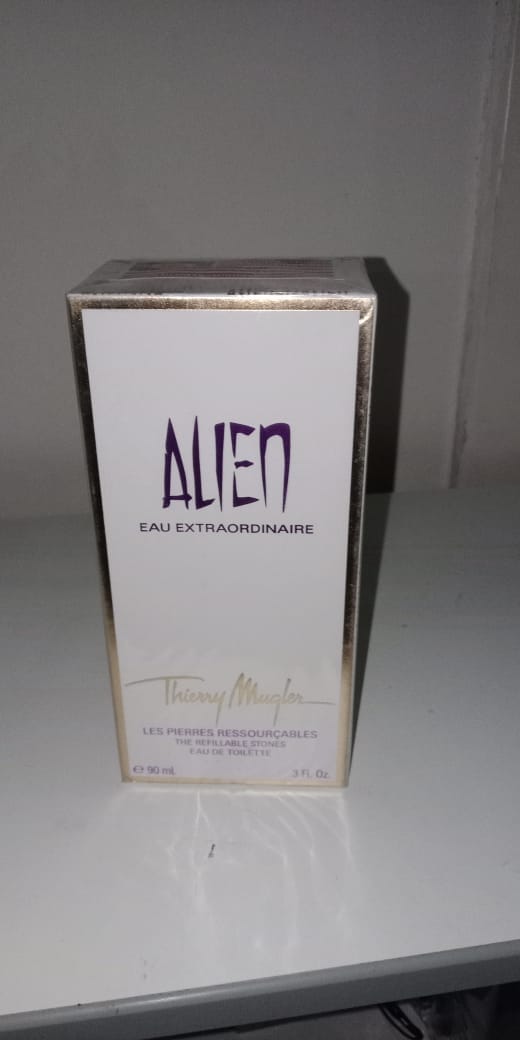 ALIEN
EAU EXTRAORDINAIRE
Thierry Mugler
LES PIERRES RESSOURÇABLES
THE REFILLABLE STONES
EAU DE TOILETTE
℮ 90 ml 3 Fl. Oz.